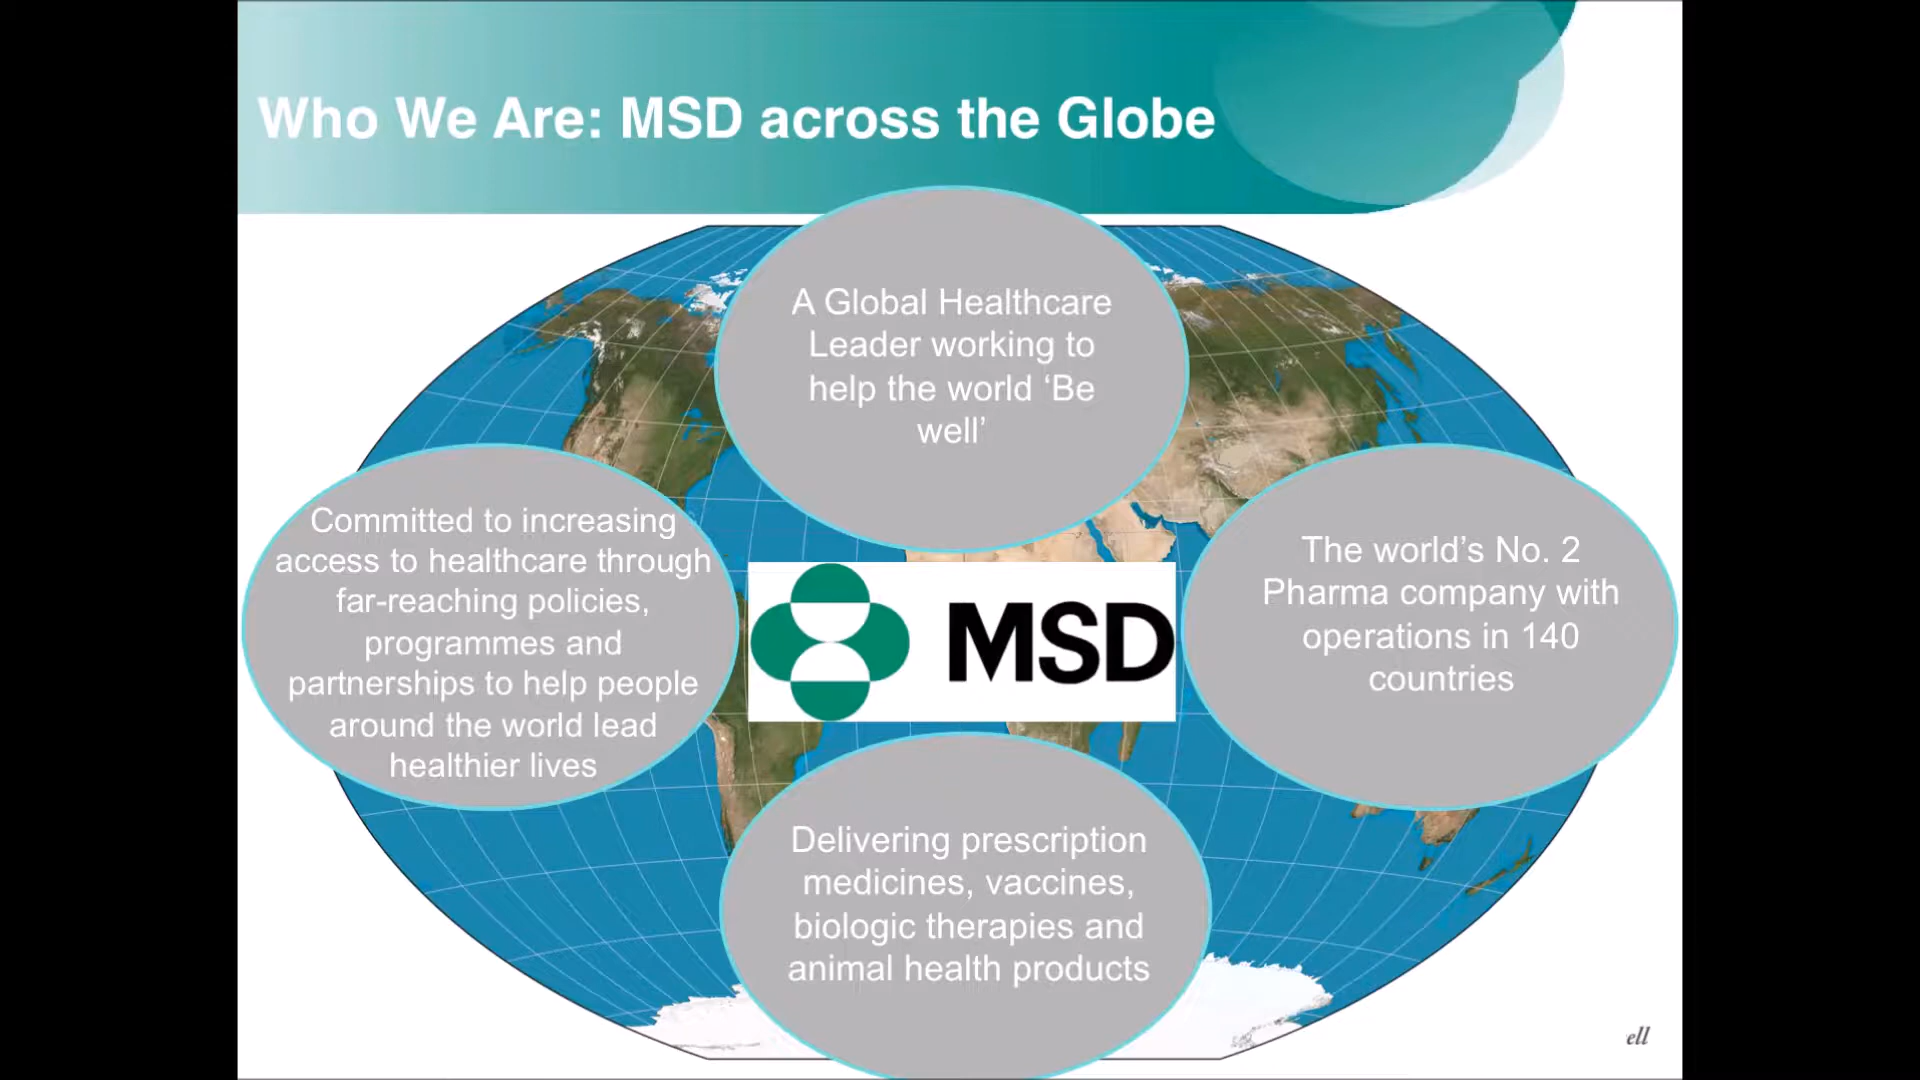 Who We Are: MSD across the Globe
A Global Healthcare
Leader working to
help the world ‘Be
well’
Committed to increasing
access to healthcare through
far-reaching policies,
programmes and
partnerships to help people
around the world lead
healthier lives
MSD
The world’s No. 2
Pharma company with
operations in 140
countries
Delivering prescription
medicines, vaccines,
biologic therapies and
animal health products
ell